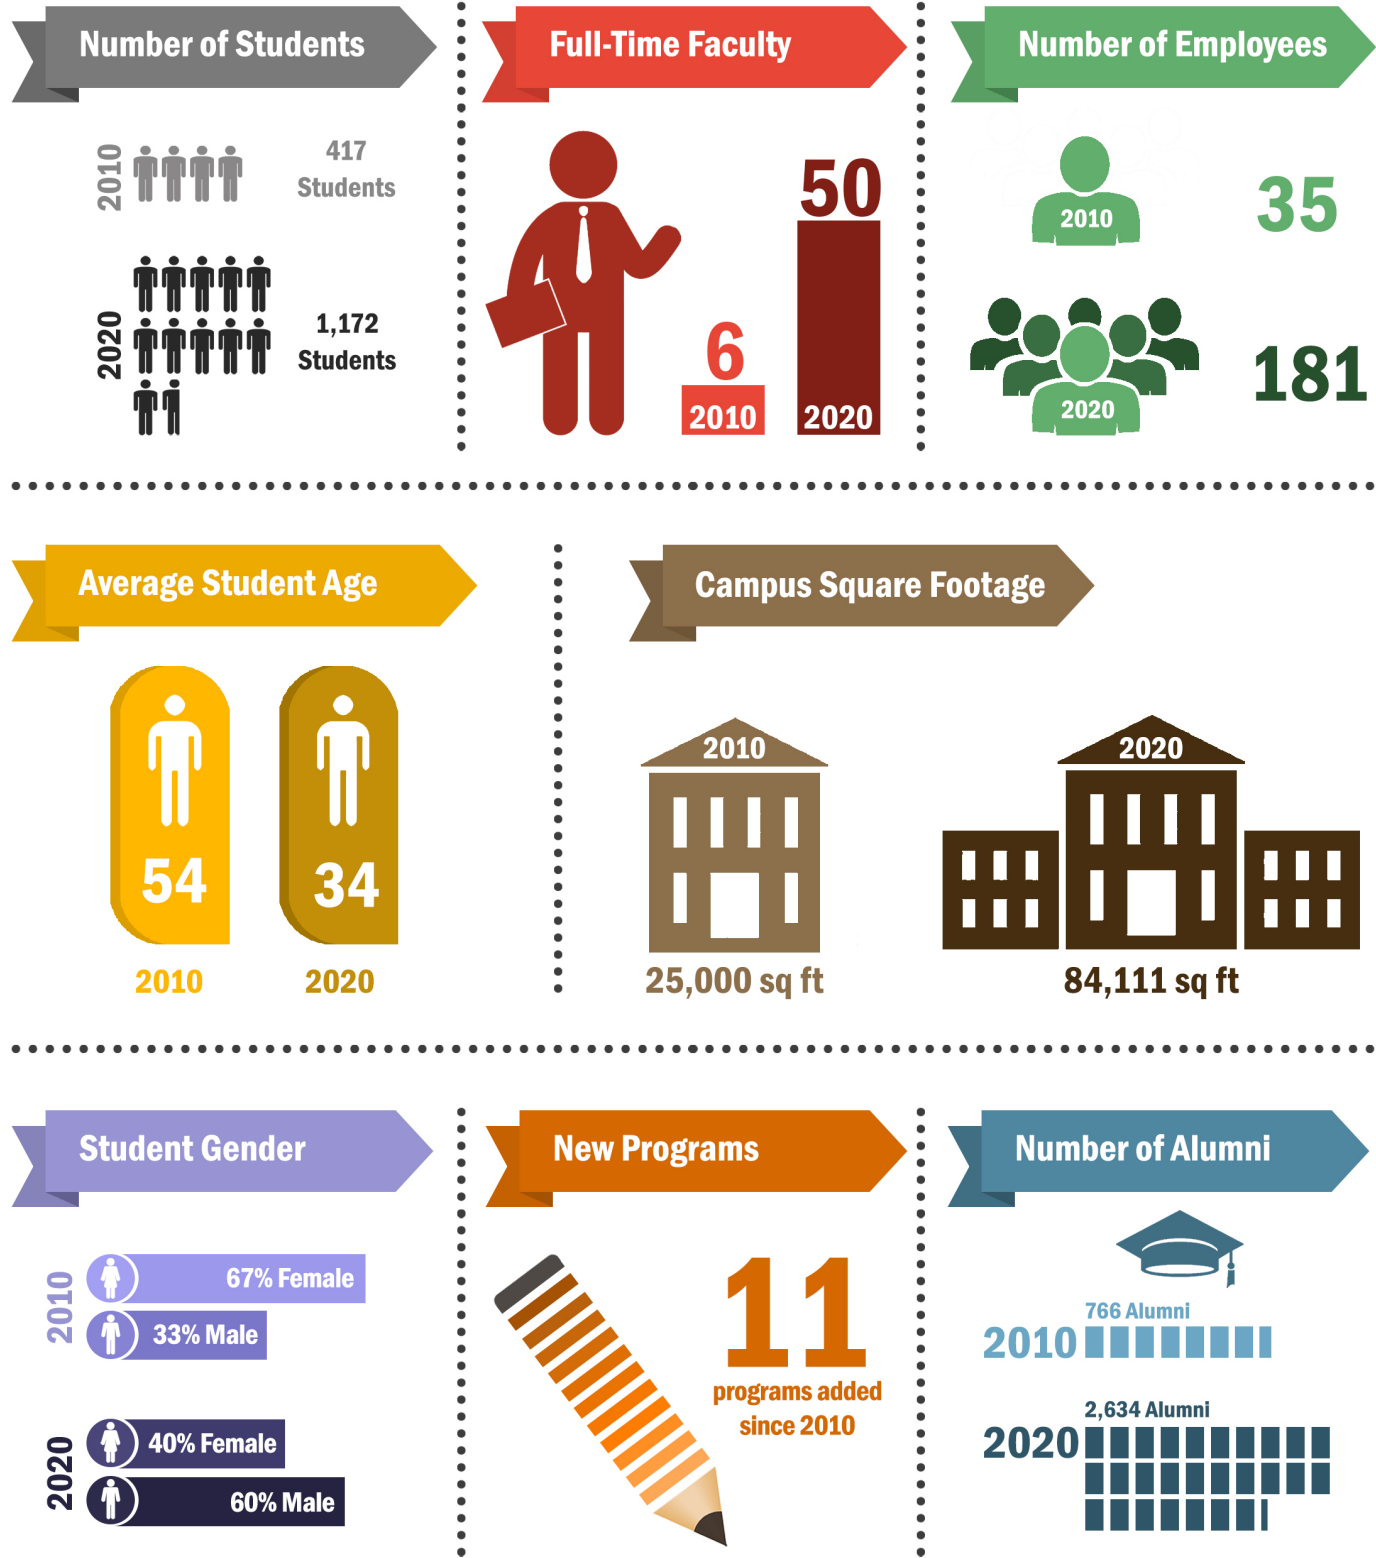 Number of Students
2010
417
Students
2020
1,172
Students
Full-Time Faculty
6
2010
50
2020
Number of Employees
2010
35
2020
181
Average Student Age
54
2010
34
2020
Campus Square Footage
2010
25,000 sq ft
2020
84,111 sq ft
Student Gender
2010
67% Female
33% Male
2020
40% Female
60% Male
New Programs
11
programs added
since 2010
Number of Alumni
766 Alumni
2010
2,634 Alumni
2020